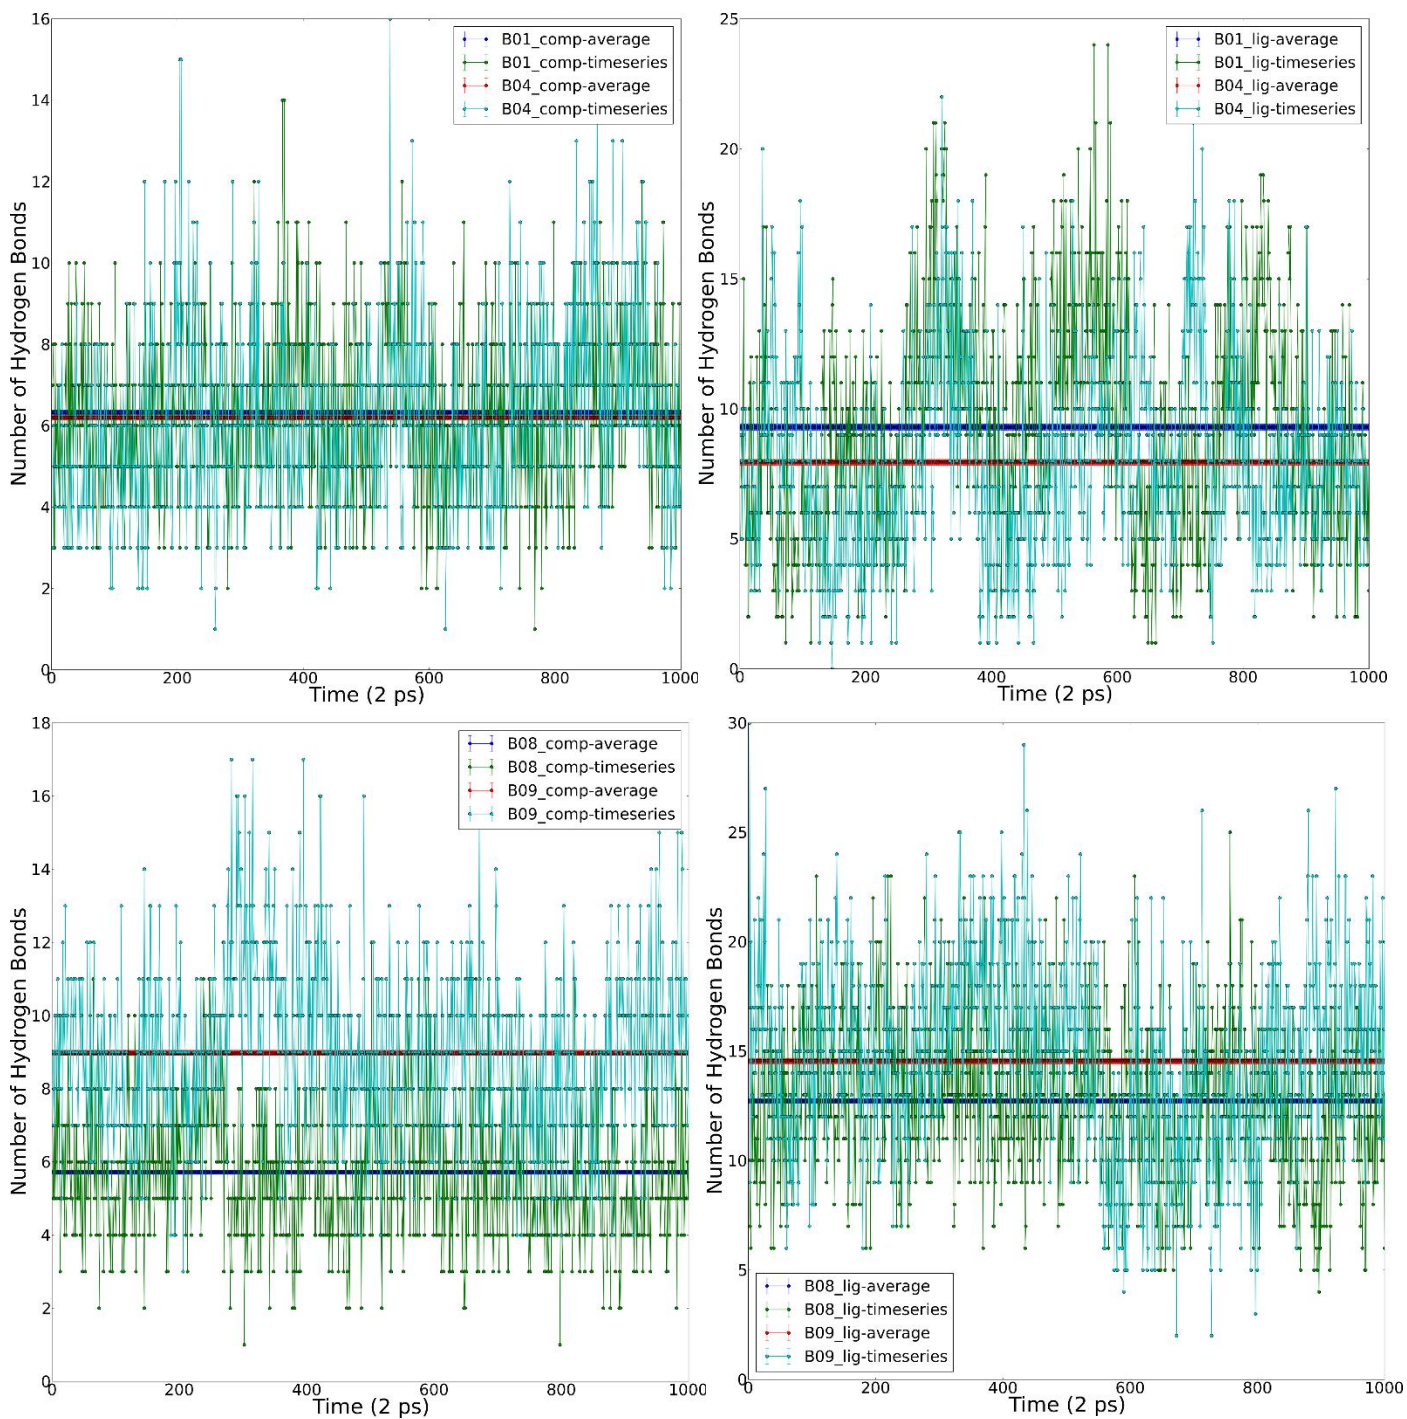 Number of Hydrogen Bonds
16
14
12
10
8
6
4
2
0
B01_comp-average
B01_comp-timeseries
B04_comp-average
B04_comp-timeseries
0 200 400 600 800 1000
Time (2 ps)
Number of Hydrogen Bonds
25
20
15
10
5
0
B01_lig-average
B01_lig-timeseries
B04_lig-average
B04_lig-timeseries
0 200 400 600 800 1000
Time (2 ps)
Number of Hydrogen Bonds
18
16
14
12
10
8
6
4
2
0
B08_comp-average
B08_comp-timeseries
B09_comp-average
B09_comp-timeseries
0 200 400 600 800 1000
Time (2 ps)
Number of Hydrogen Bonds
30
25
20
15
10
5
0
B08_lig-average
B08_lig-timeseries
B09_lig-average
B09_lig-timeseries
0 200 400 600 800 1000
Time (2 ps)